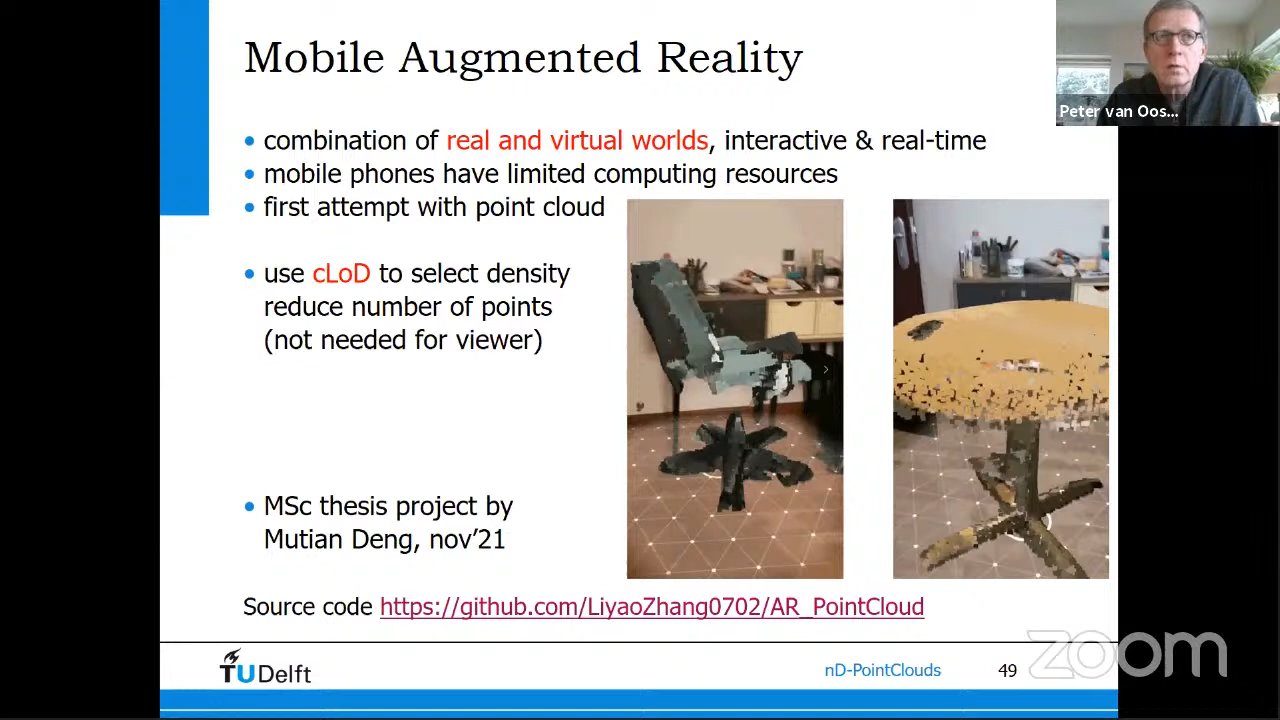 Mobile Augmented Reality
Peter van Oos...
• combination of real and virtual worlds, interactive & real-time
• mobile phones have limited computing resources
• first attempt with point cloud
• use cLoD to select density
reduce number of points
(not needed for viewer)
• MSc thesis project by
Mutian Deng, nov’21
Source code https://github.com/LiyaoZhang0702/AR_PointCloud
TUDelft
nD-PointClouds
49
zoom